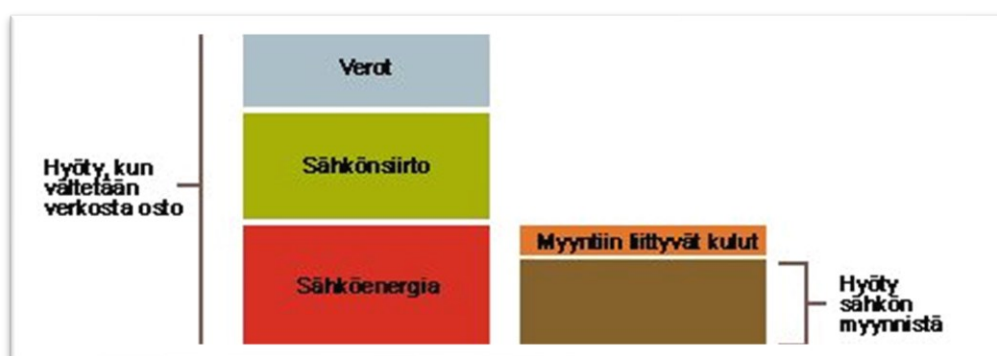 Verot
Sähkönsiirto
Hyöty, kun
vältetään
verkosta osto
Sähköenergia
Myyntiin liittyvät kulut
Hyöty
sähkön
myynnistä